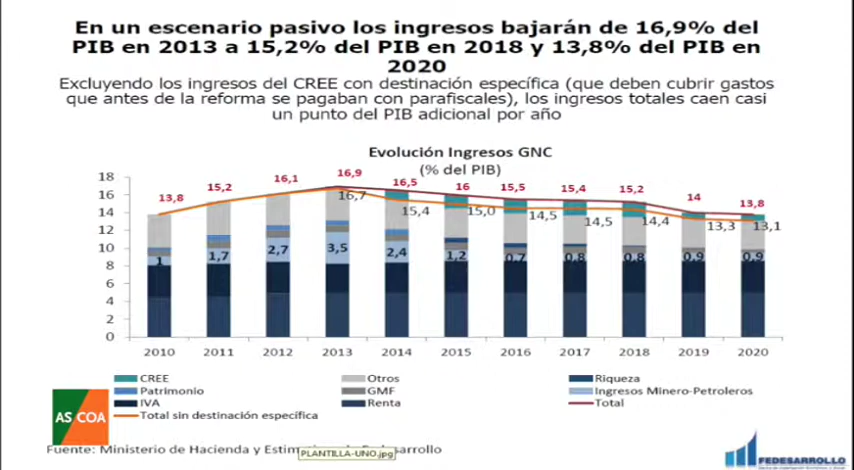 En un escenario pasivo los ingresos bajarán de 16,9% del
PIB en 2013 a 15,2% del PIB en 2018 y 13,8% del PIB en
2020
Excluyendo los ingresos del CREE con destinación específica (que deben cubrir gastos
que antes de la reforma se pagaban con parafiscales), los ingresos totales caen casi
un punto del PIB adicional por año
Evolución Ingresos GNC
(% del PIB)
18
16
14
12
10
8
6
4
2
0
13,8 15,2 16,1 16,9 16,5 16 15,5 15,4 15,2 14 13,8
16,7 15,4 15,0 14,5 14,5 14,4 13,3 13,1
1 1,7 2,7 3,5 2,4 1,2 0,7 0,8 0,8 0,9 0,9
2010 2011 2012 2013 2014 2015 2016 2017 2018 2019 2020
CREE Otros Riqueza
Patrimonio GMF Ingresos Minero-Petroleros
IVA Renta Total
Total sin destinación específica
AS COA
Fuente: Ministerio de Hacienda y
PLANTILLA-UNO.jpg
FEDESARROLLO